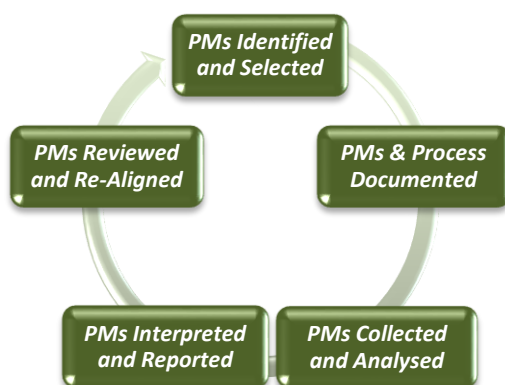 PMs Identified
and Selected
PMs & Process
Documented
PMs Collected
and Analysed
PMs Interpreted
and Reported
PMs Reviewed
and Re-Aligned